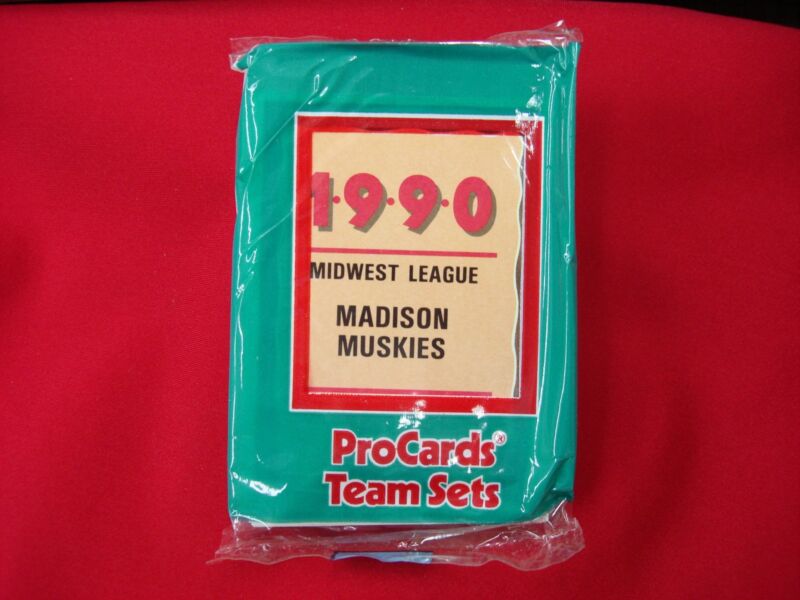 1·9·9·0
MIDWEST LEAGUE
MADISON
MUSKIES
ProCards®
Team Sets